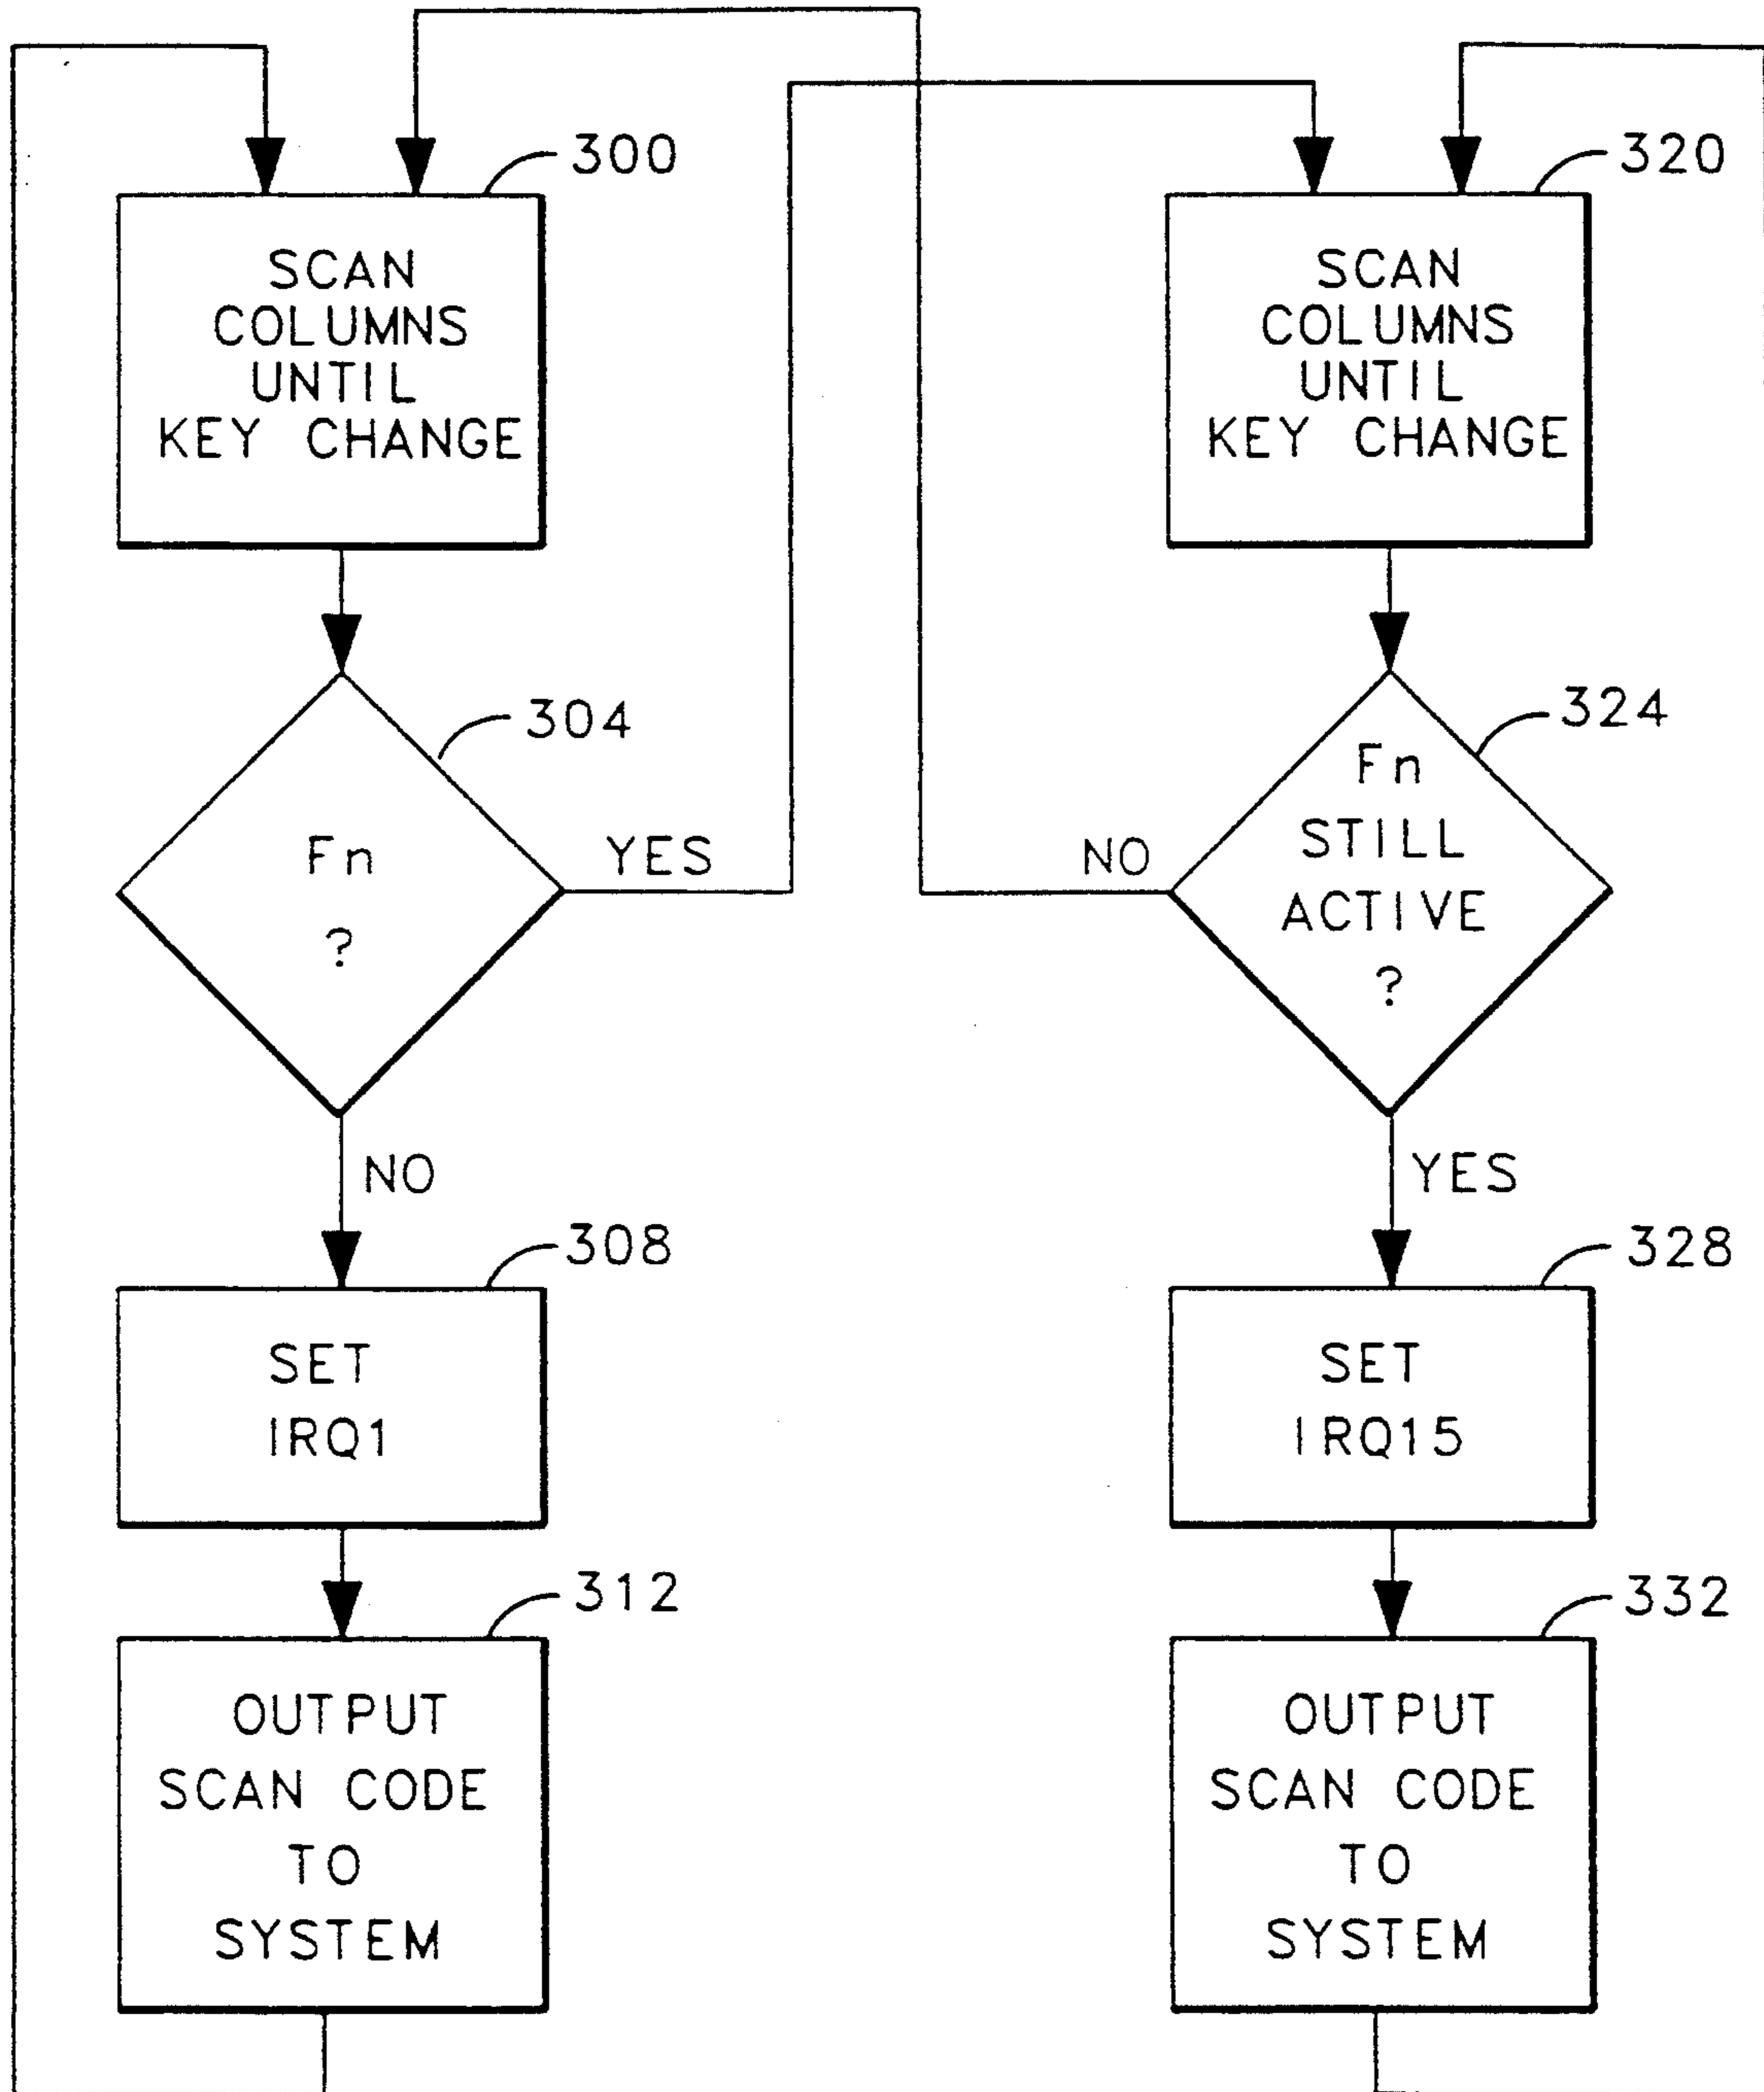 300
SCAN
COLUMNS
UNTIL
KEY CHANGE
304
Fn
?
YES
NO
308
SET
IRQ1
312
OUTPUT
SCAN CODE
TO
SYSTEM
320
SCAN
COLUMNS
UNTIL
KEY CHANGE
324
Fn
STILL
ACTIVE
?
NO
YES
328
SET
IRQ15
332
OUTPUT
SCAN CODE
TO
SYSTEM